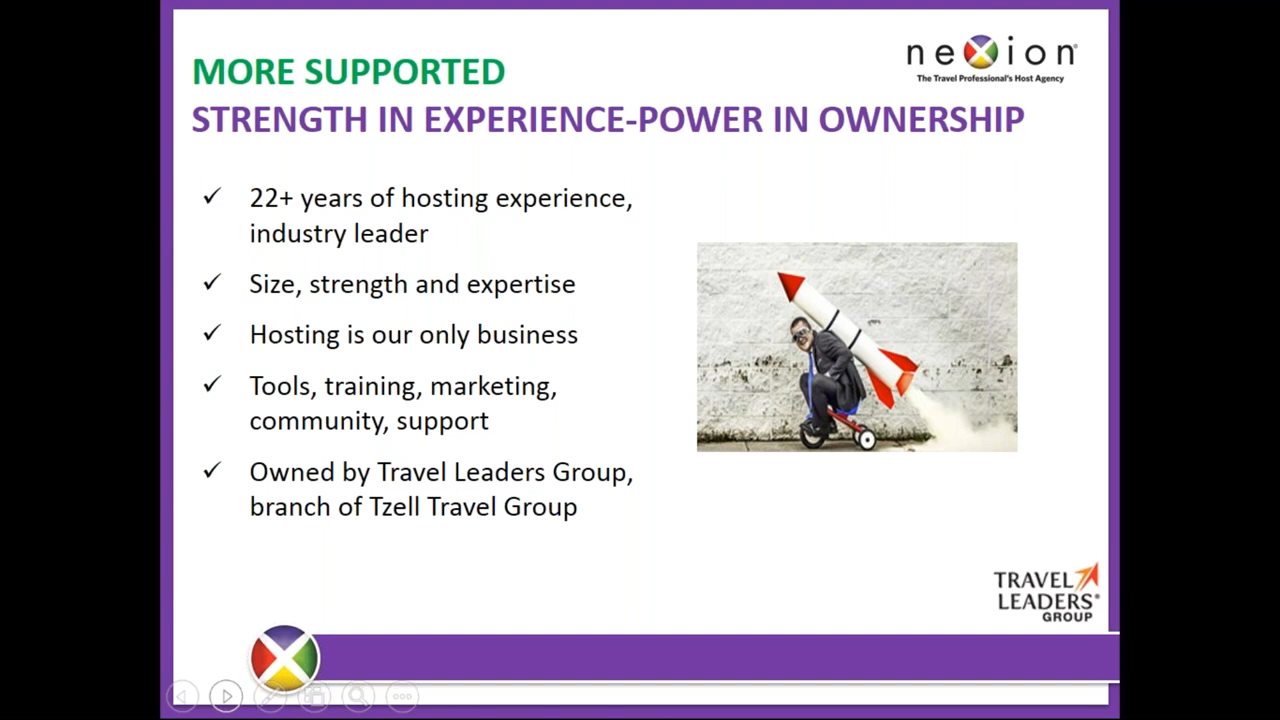 MORE SUPPORTED
neXion®
The Travel Professional's Host Agency
STRENGTH IN EXPERIENCE-POWER IN OWNERSHIP
✓ 22+ years of hosting experience,
industry leader
✓ Size, strength and expertise
✓ Hosting is our only business
✓ Tools, training, marketing,
community, support
✓ Owned by Travel Leaders Group,
branch of Tzell Travel Group
TRAVEL
LEADERS®
GROUP